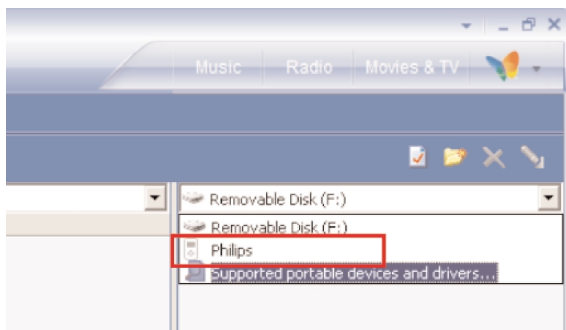 Music Radio Movies & TV
Removable Disk (F:)
Removable Disk (F:)
Philips
Supported portable devices and drivers...